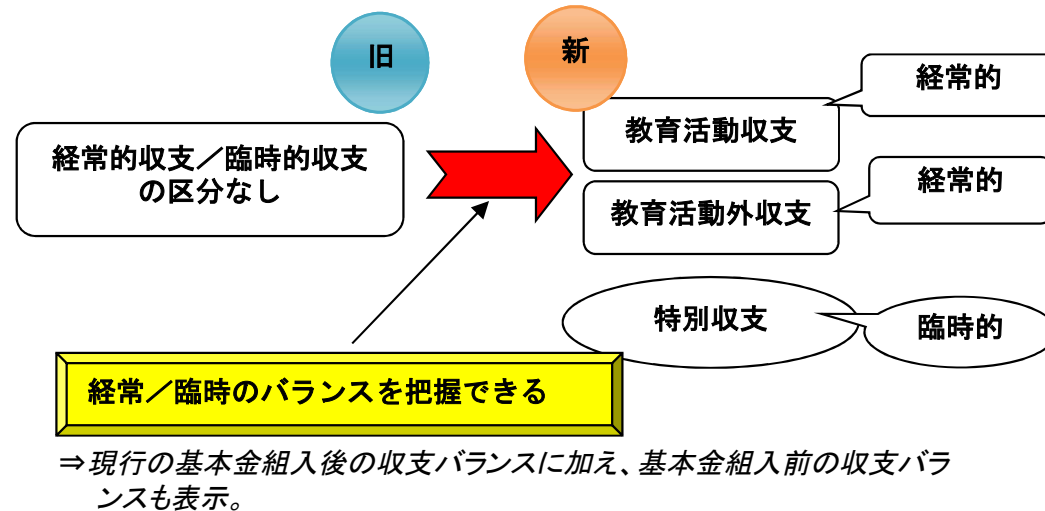 旧
新
経常的
教育活動収支
経常的収支／臨時的収支
の区分なし
経常的
教育活動外収支
特別収支
臨時的
経常／臨時のバランスを把握できる
⇒現行の基本金組入後の収支バランスに加え、基本金組入前の収支バラ
ンスも表示。